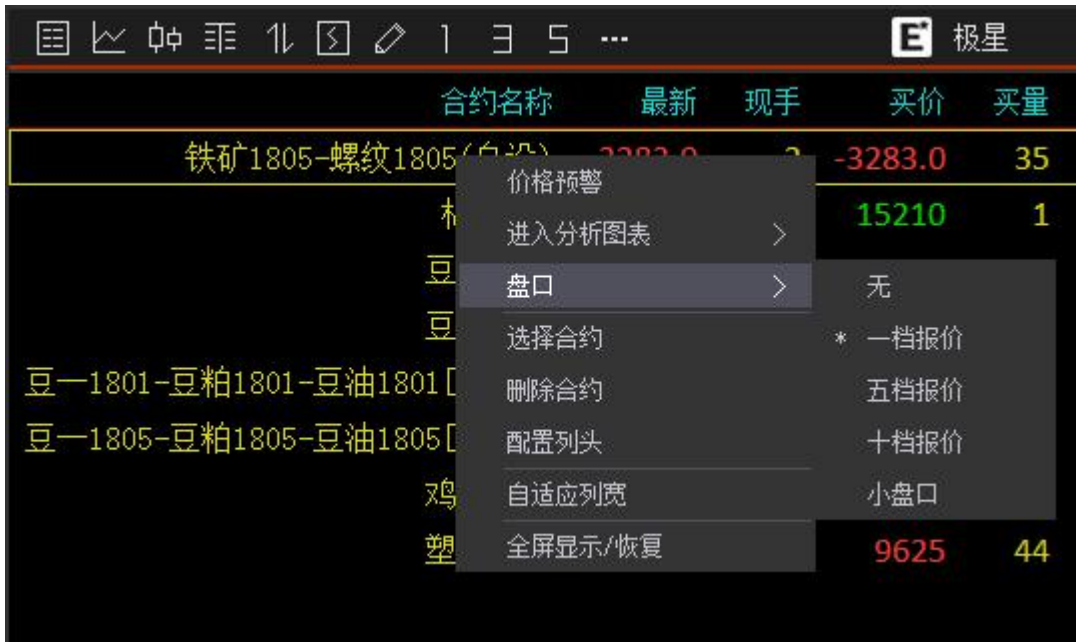 1 3 5 ... E 极星
合约名称 最新 现手 买价 买量
铁矿1805-螺纹1805(自设) -3283.0 35
价格预警
15210 1
进入分析图表 >
豆
盘口 > 无
豆
选择合约 * 一档报价
豆一1801-豆粕1801-豆油1801[
删除合约 五档报价
豆一1805-豆粕1805-豆油1805[
配置列头 十档报价
鸡
自适应列宽 小盘口
塑 9625 44
全屏显示/恢复